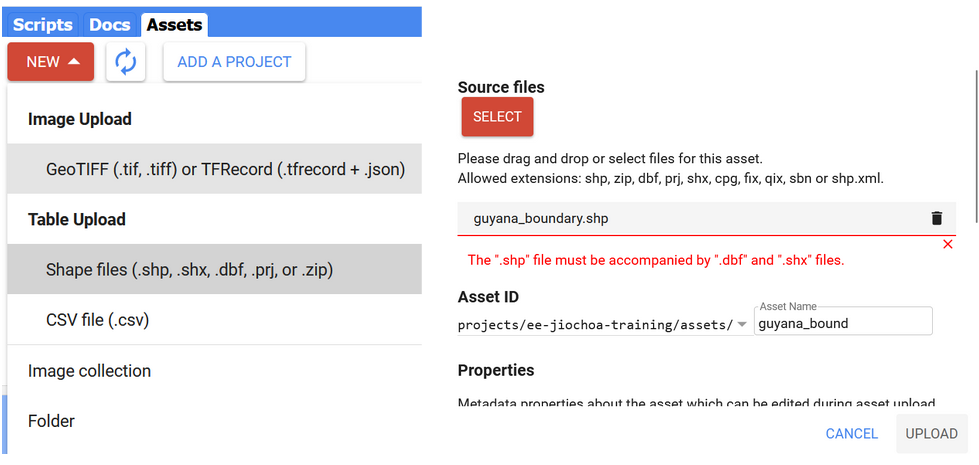 Scripts Docs Assets
NEW ADD A PROJECT
Image Upload
GeoTIFF (.tif, .tiff) or TFRecord (.tfrecord + .json)
Table Upload
Shape files (.shp, .shx, .dbf, .prj, or .zip)
CSV file (.csv)
Image collection
Folder
Source files
SELECT
Please drag and drop or select files for this asset.
Allowed extensions: shp, zip, dbf, prj, shx, cpg, fix, qix, sbn or shp.xml.
guyana_boundary.shp
The ".shp" file must be accompanied by ".dbf" and ".shx" files.
Asset ID
Asset Name
projects/ee-jiochoa-training/assets/ guyana_bound
Properties
Metadata properties about the asset which can be edited during asset upload
CANCEL UPLOAD